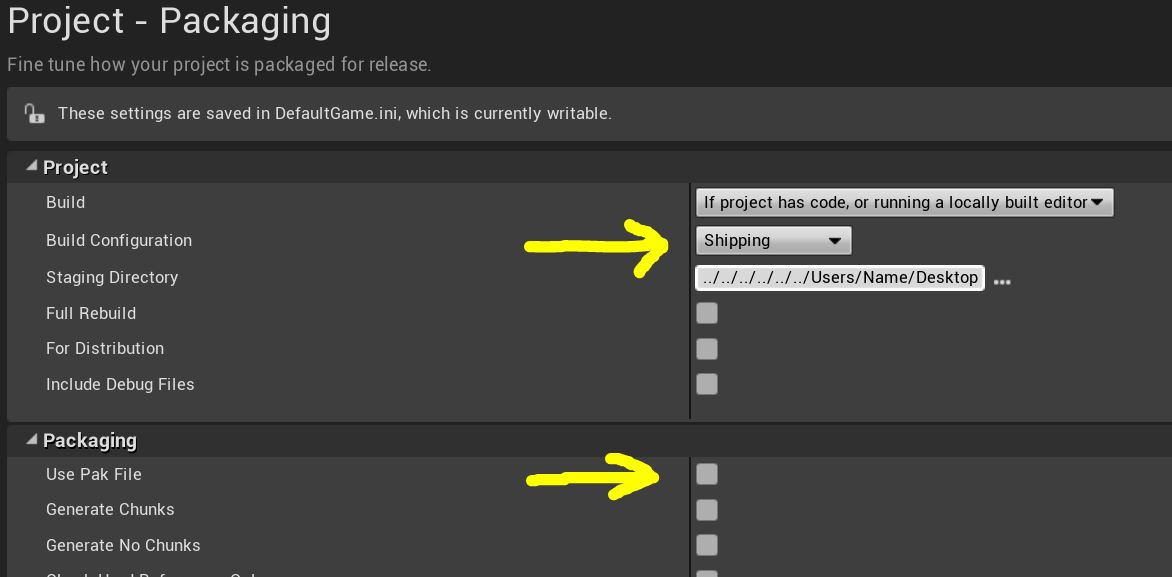 Project - Packaging
Fine tune how your project is packaged for release.
These settings are saved in DefaultGame.ini, which is currently writable.
Project
Build If project has code, or running a locally built editor
Build Configuration Shipping
Staging Directory ../../../../../../Users/Name/Desktop ...
Full Rebuild
For Distribution
Include Debug Files
Packaging
Use Pak File
Generate Chunks
Generate No Chunks